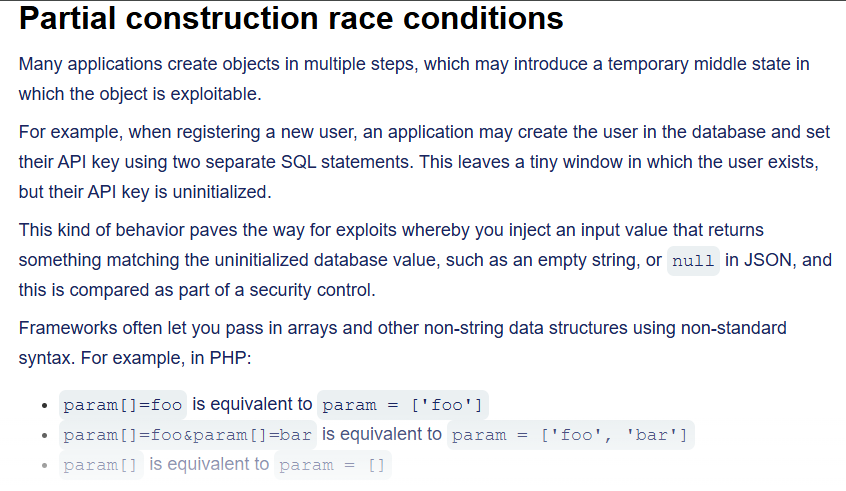 Partial construction race conditions
Many applications create objects in multiple steps, which may introduce a temporary middle state in
which the object is exploitable.
For example, when registering a new user, an application may create the user in the database and set
their API key using two separate SQL statements. This leaves a tiny window in which the user exists,
but their API key is uninitialized.
This kind of behavior paves the way for exploits whereby you inject an input value that returns
something matching the uninitialized database value, such as an empty string, or null in JSON, and
this is compared as part of a security control.
Frameworks often let you pass in arrays and other non-string data structures using non-standard
syntax. For example, in PHP:
• param[]=foo is equivalent to param = ['foo']
• param[]=foo&param[]=bar is equivalent to param = ['foo', 'bar']
• param[] is equivalent to param = []